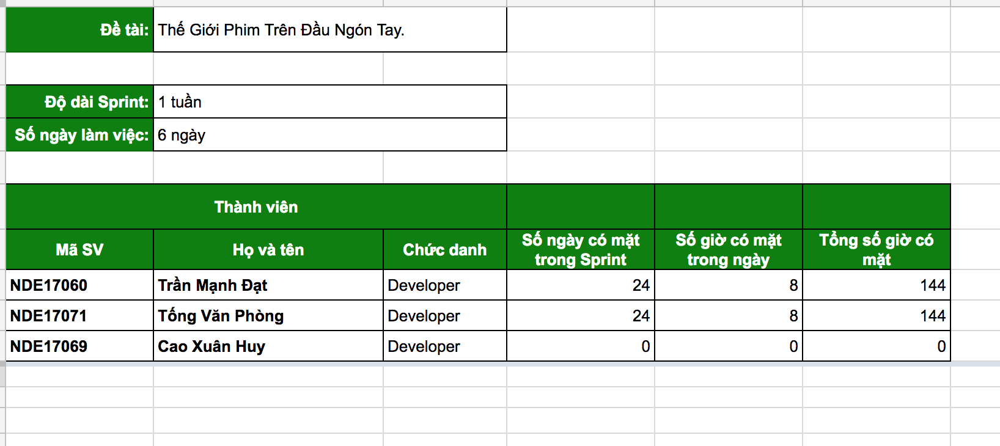 Đề tài: Thế Giới Phim Trên Đầu Ngón Tay.
Độ dài Sprint: 1 tuần
Số ngày làm việc: 6 ngày
Thành viên
Mã SV Họ và tên Chức danh Số ngày có mặt trong Sprint Số giờ có mặt trong ngày Tổng số giờ có mặt
NDE17060 Trần Mạnh Đạt Developer 24 8 144
NDE17071 Tống Văn Phòng Developer 24 8 144
NDE17069 Cao Xuân Huy Developer 0 0 0